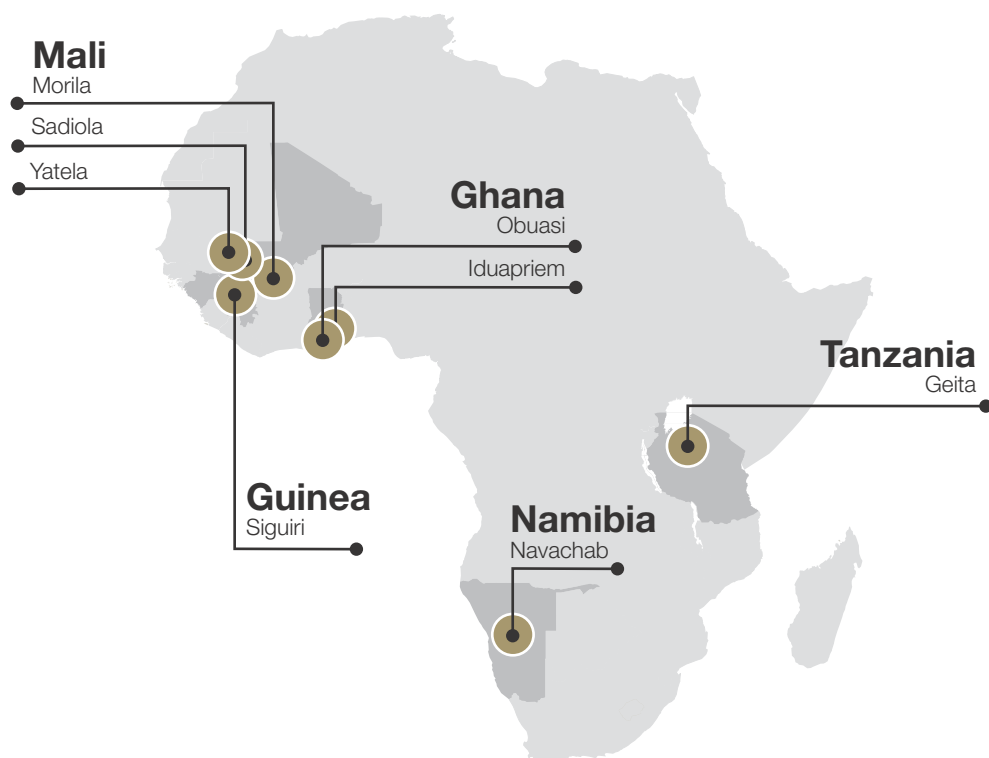 Mali
Morila
Sadiola
Yatela
Ghana
Obuasi
Iduapriem
Tanzania
Geita
Guinea
Siguiri
Namibia
Navachab